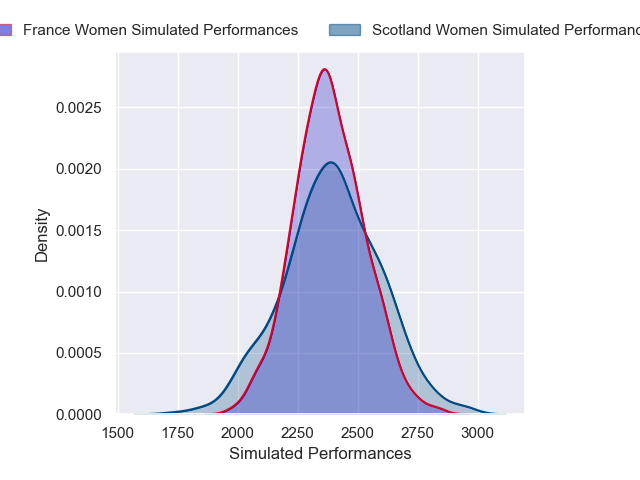 France Women Simulated Performances
Scotland Women Simulated
0.0025
0.0020
0.0015
0.0010
0.0005
0.0000
Density
1500 1750 2000 2250 2500 2750 3000
Simulated Performances